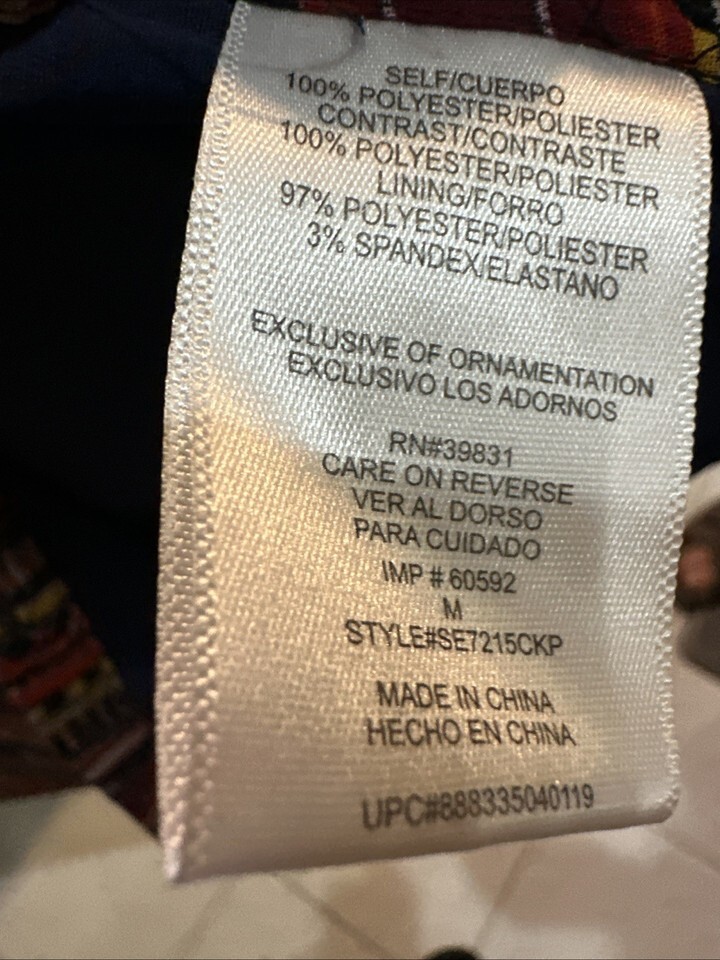 SELF/CUERPO
100% POLYESTER/POLIESTER
CONTRAST/CONTRASTE
100% POLYESTER/POLIESTER
LINING/FORRO
97% POLYESTER/POLIESTER
3% SPANDEX/ELASTANO
EXCLUSIVE OF ORNAMENTATION
EXCLUSIVO LOS ADORNOS
RN#39831
CARE ON REVERSE
VER AL DORSO
PARA CUIDADO
IMP # 60592
M
STYLE#SE7215CKP
MADE IN CHINA
HECHO EN CHINA
UPC#888335040119